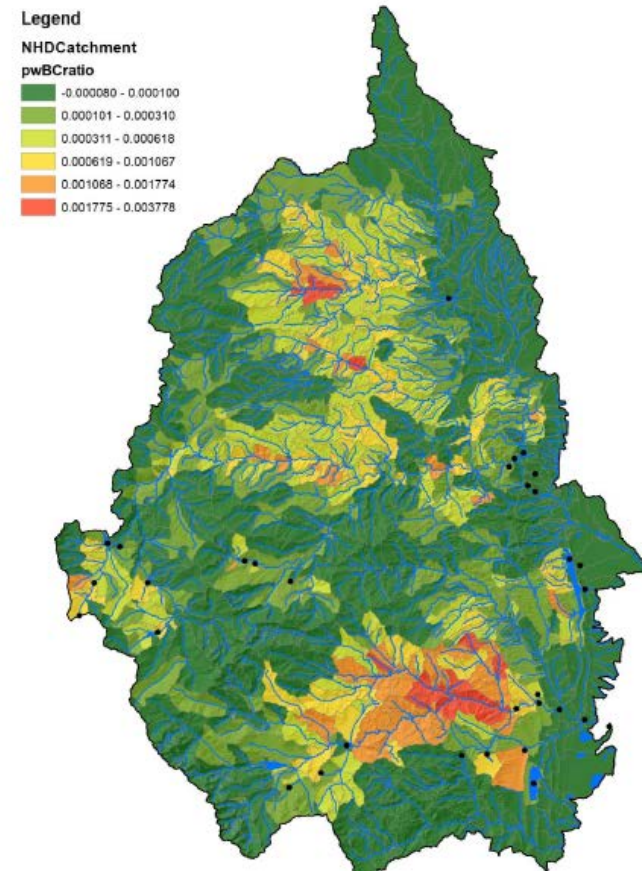 Legend
NHDCatchment
pwBCratio
-0.000080 - 0.000100
0.000101 - 0.000310
0.000311 - 0.000618
0.000619 - 0.001067
0.001068 - 0.001774
0.001775 - 0.003778